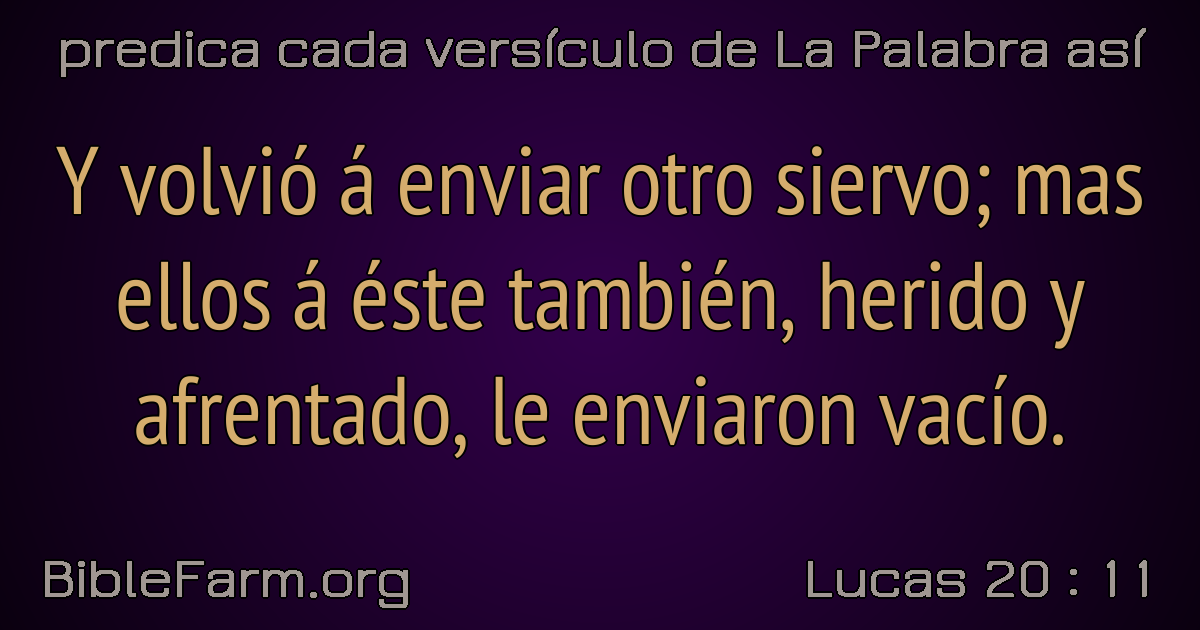 predica cada versículo de La Palabra así
Y volvió á enviar otro siervo; mas
ellos á éste también, herido y
afrentado, le enviaron vacío.
BibleFarm.org
Lucas 20 : 11